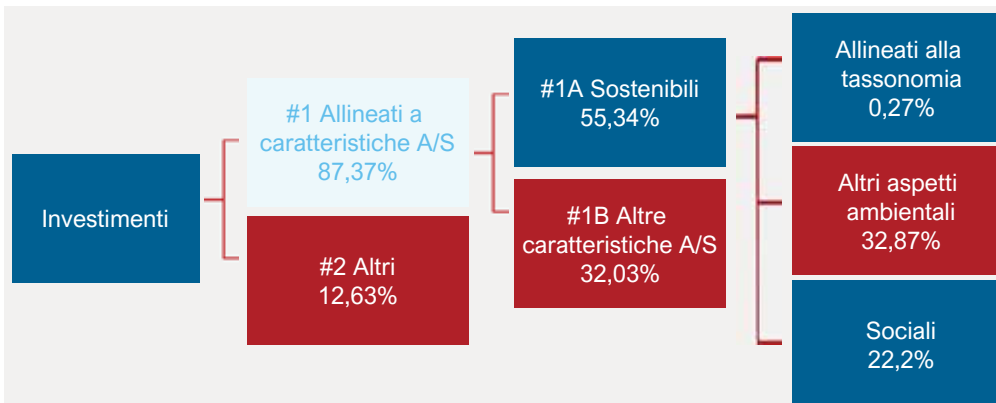 Investimenti
#1 Allineati a
caratteristiche A/S
87,37%
#2 Altri
12,63%
#1A Sostenibili
55,34%
#1B Altre
caratteristiche A/S
32,03%
Allineati alla
tassonomia
0,27%
Altri aspetti
ambientali
32,87%
Sociali
22,2%